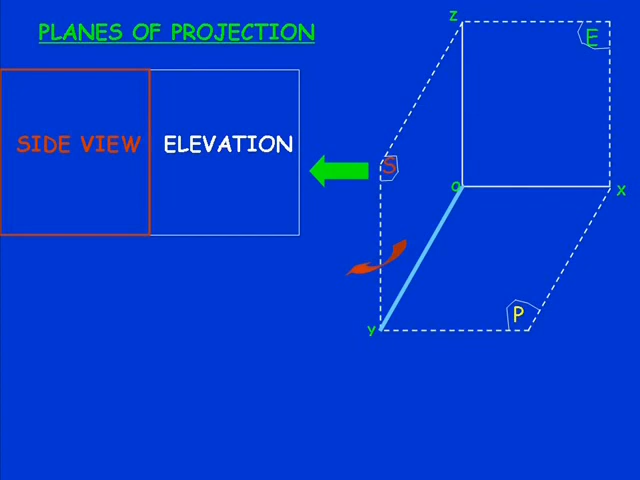 PLANES OF PROJECTION
SIDE VIEW
ELEVATION
Z
E
S
O
X
P
Y